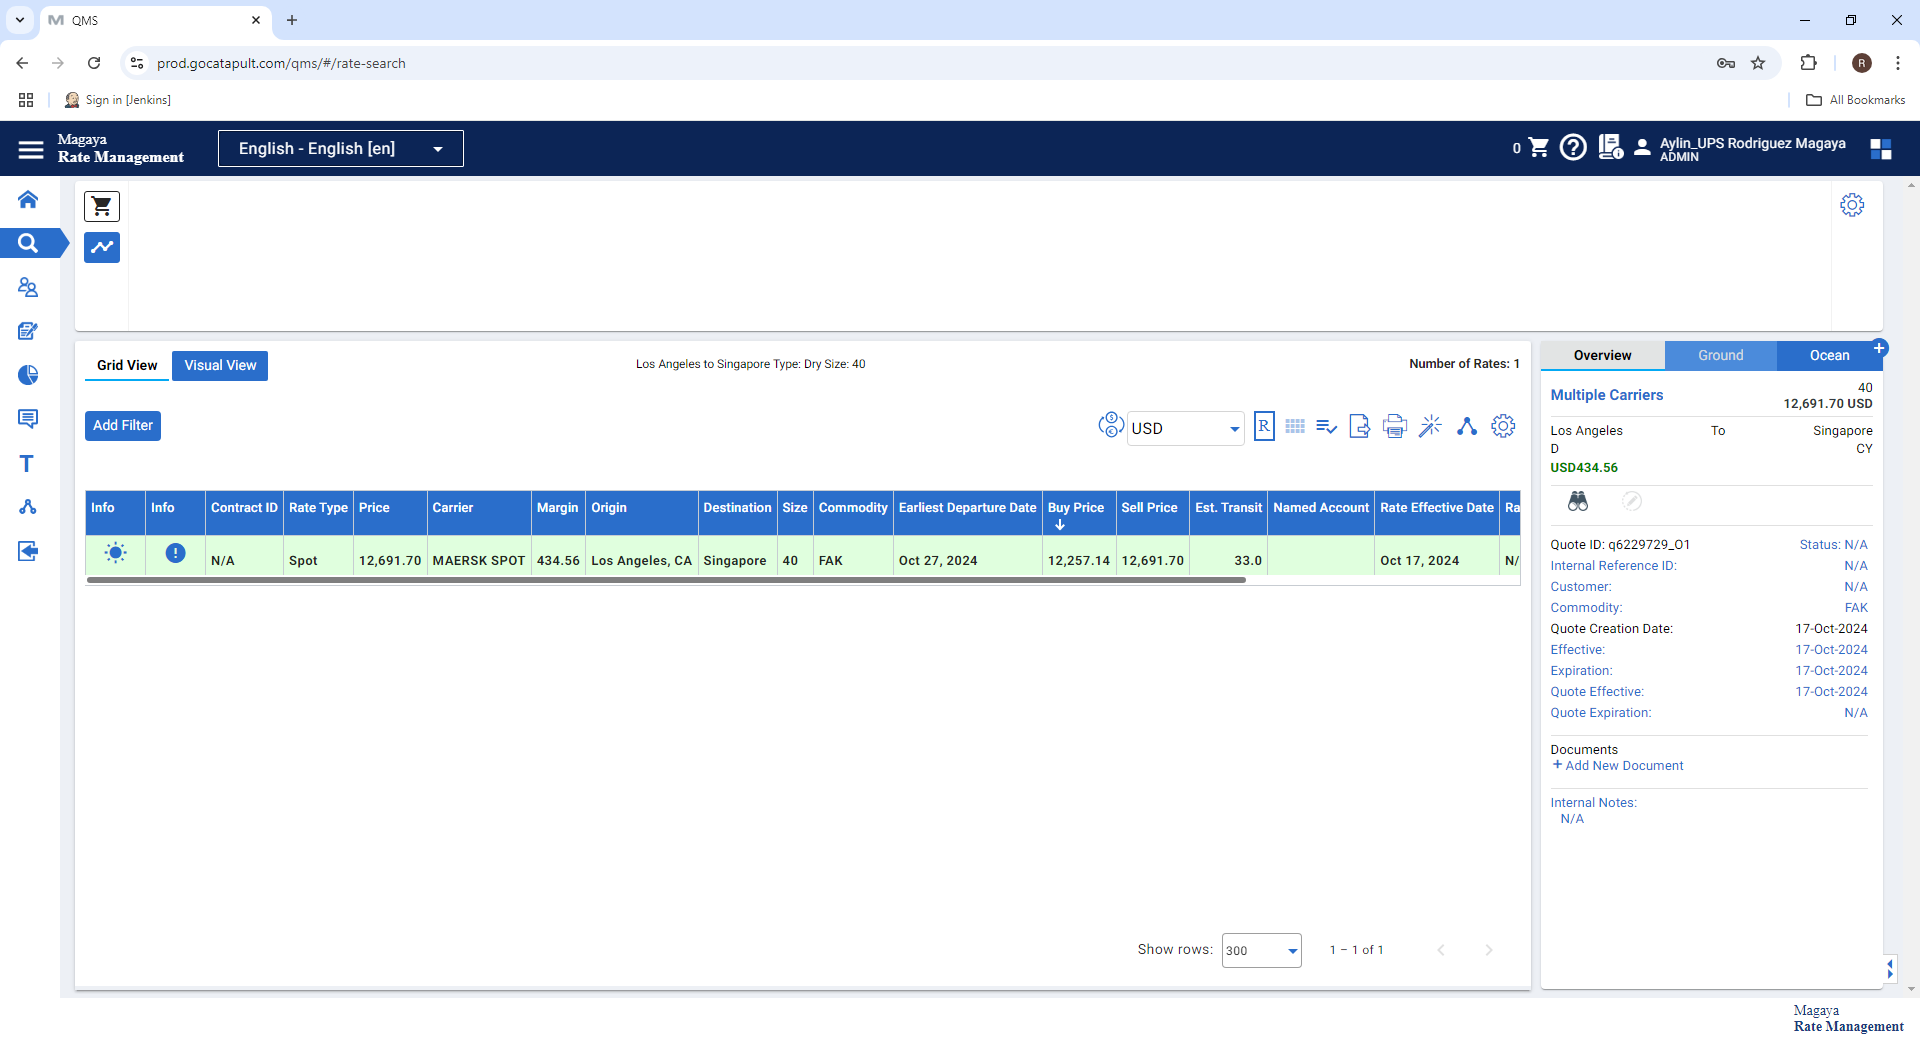 QMS
prod.gocatapult.com/qms/#/rate-search
R
Sign in [Jenkins]
All Bookmarks
Magaya
Rate Management
English - English [en]
0
Aylin_UPS Rodriguez Magaya
ADMIN
Grid View
Visual View
Los Angeles to Singapore Type: Dry Size: 40
Number of Rates: 1
Add Filter
USD
R
Info Info Contract ID Rate Type Price Carrier Margin Origin Destination Size Commodity Earliest Departure Date Buy Price Sell Price Est. Transit Named Account Rate Effective Date Ra
N/A Spot 12,691.70 MAERSK SPOT 434.56 Los Angeles, CA Singapore 40 FAK Oct 27, 2024 12,257.14 12,691.70 33.0 Oct 17, 2024 N/
Show rows: 300 1 – 1 of 1
Overview Ground Ocean +
Multiple Carriers 40
12,691.70 USD
Los Angeles To Singapore
D CY
USD434.56
Quote ID: q6229729_O1 Status: N/A
Internal Reference ID: N/A
Customer: N/A
Commodity: FAK
Quote Creation Date: 17-Oct-2024
Effective: 17-Oct-2024
Expiration: 17-Oct-2024
Quote Effective: 17-Oct-2024
Quote Expiration: N/A
Documents
+ Add New Document
Internal Notes:
N/A
Magaya
Rate Management